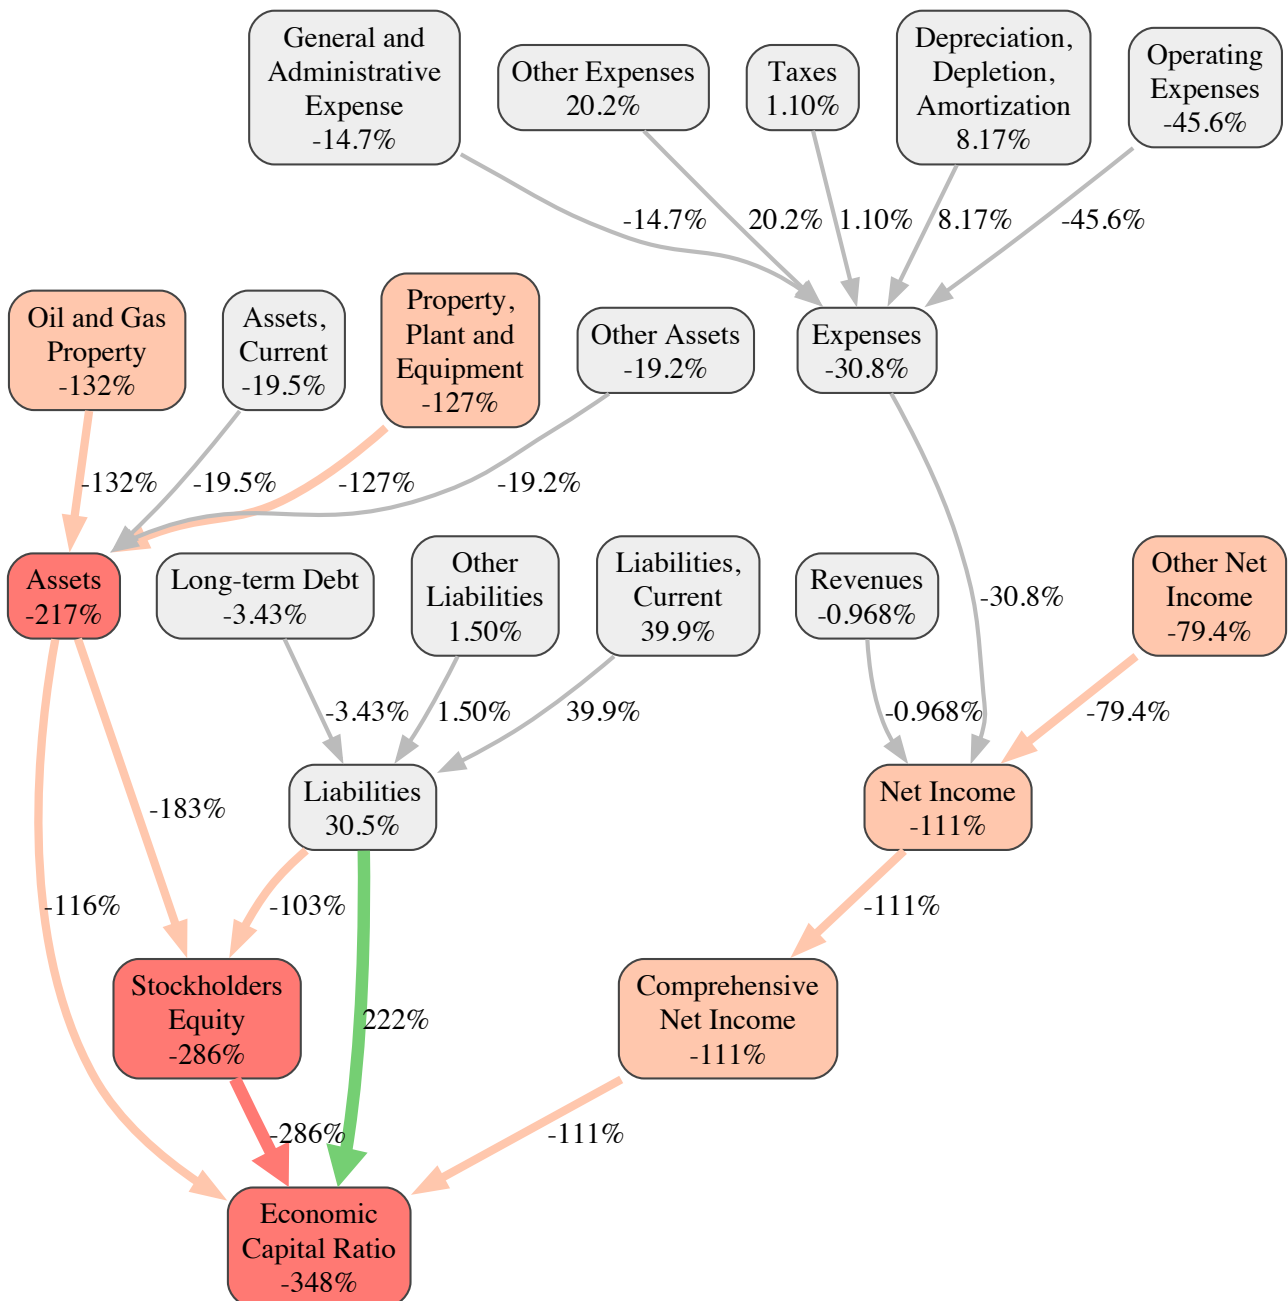 General and
Administrative
Expense
-14.7%
Other Expenses
20.2%
Taxes
1.10%
Depreciation,
Depletion,
Amortization
8.17%
Operating
Expenses
-45.6%
-14.7%
20.2%
1.10%
8.17%
-45.6%
Oil and Gas
Property
-132%
Assets,
Current
-19.5%
Property,
Plant and
Equipment
-127%
Other Assets
-19.2%
Expenses
-30.8%
-132%
-19.5%
-127%
-19.2%
Assets
-217%
Long-term Debt
-3.43%
Other
Liabilities
1.50%
Liabilities,
Current
39.9%
Revenues
-0.968%
-30.8%
Other Net
Income
-79.4%
-3.43%
1.50%
39.9%
-0.968%
-79.4%
Liabilities
30.5%
Net Income
-111%
-183%
-116%
-103%
-111%
Stockholders
Equity
-286%
222%
Comprehensive
Net Income
-111%
-286%
-111%
Economic
Capital Ratio
-348%